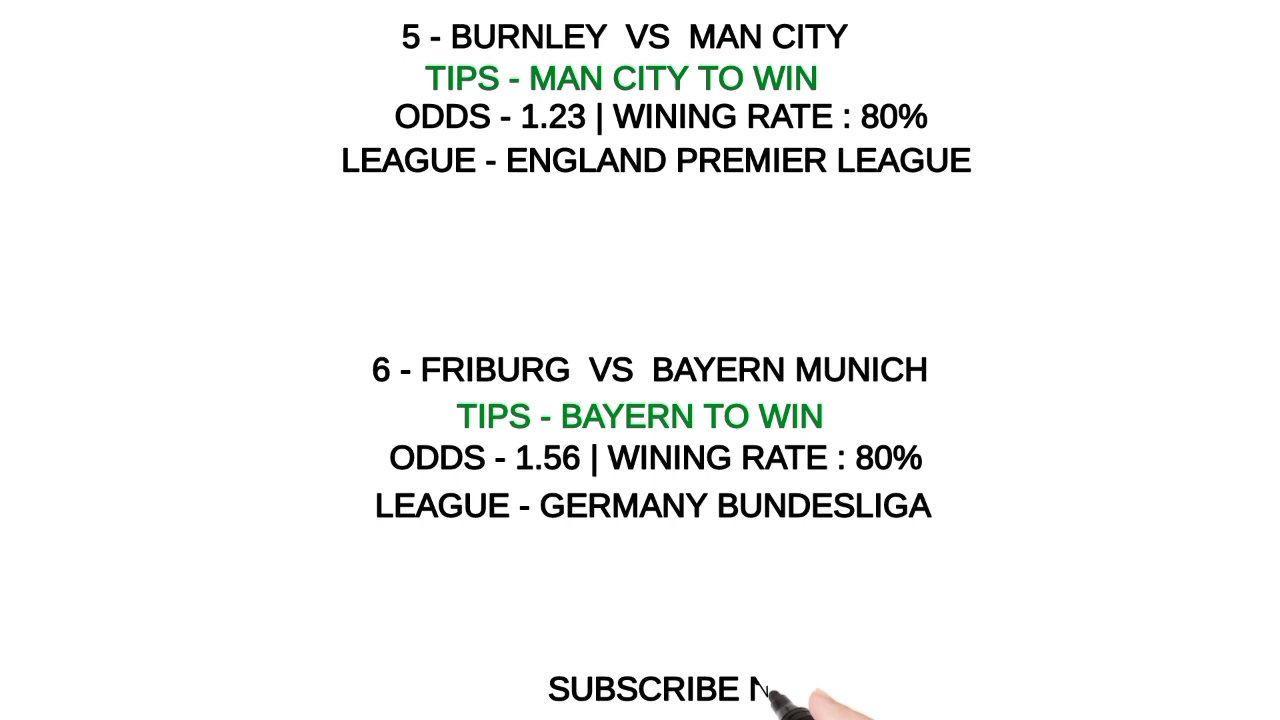 5 - BURNLEY VS MAN CITY
TIPS - MAN CITY TO WIN
ODDS - 1.23 | WINING RATE : 80%
LEAGUE - ENGLAND PREMIER LEAGUE
6 - FRIBURG VS BAYERN MUNICH
TIPS - BAYERN TO WIN
ODDS - 1.56 | WINING RATE : 80%
LEAGUE - GERMANY BUNDESLIGA
SUBSCRIBE N